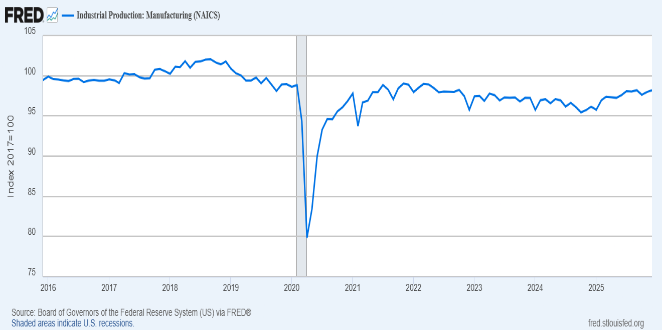 FRED
Industrial Production: Manufacturing (NAICS)
105
100
95
90
85
80
75
Index 2017=100
2016 2017 2018 2019 2020 2021 2022 2023 2024 2025
Source: Board of Governors of the Federal Reserve System (US) via FRED®
Shaded areas indicate U.S. recessions.
fred.stlouisfed.org